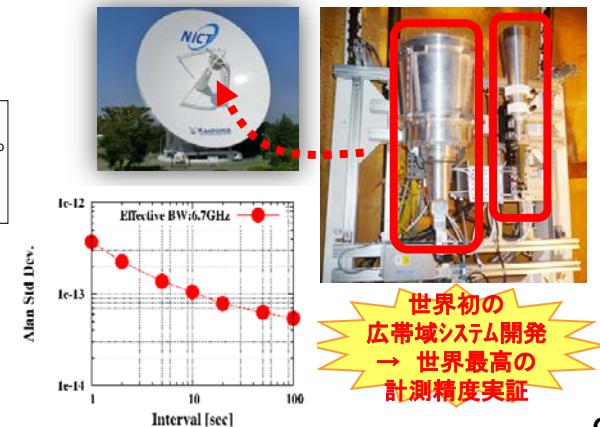 NICT
Kashima
1e-12
Effective BW:6.7GHz
1e-13
1e-14
Alan Std Dev.
1
10
100
Interval [sec]
世界初の
広帯域システム開発
→ 世界最高の
計測精度実証